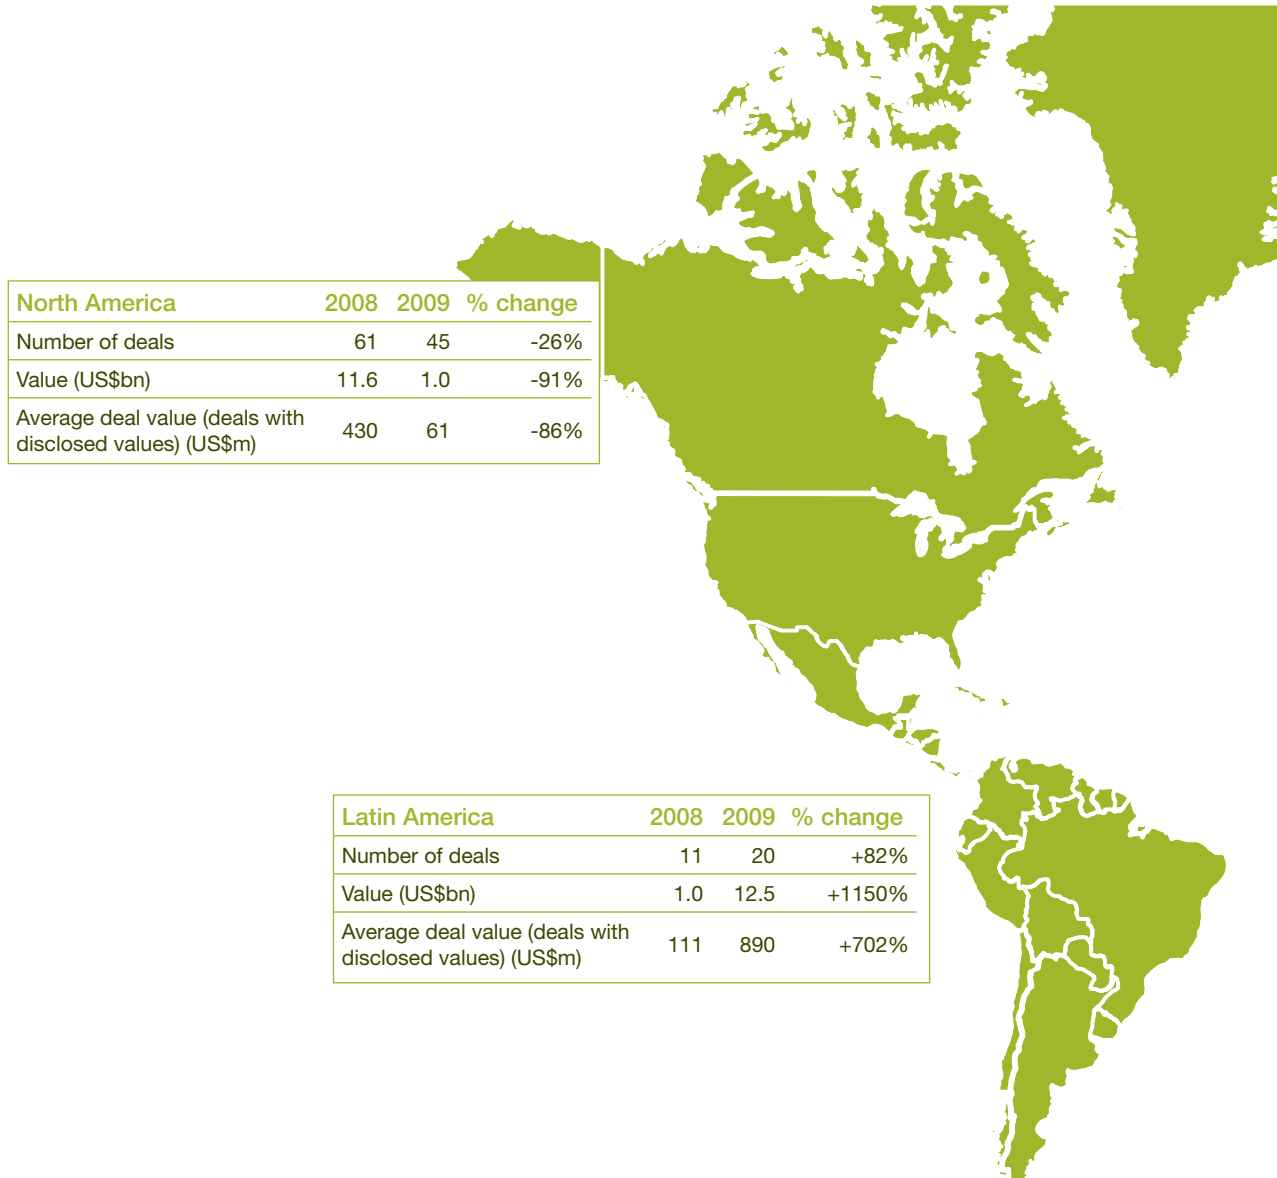 North America 2008 2009 % change
Number of deals 61 45 -26%
Value (US$bn) 11.6 1.0 -91%
Average deal value (deals with
disclosed values) (US$m) 430 61 -86%
Latin America 2008 2009 % change
Number of deals 11 20 +82%
Value (US$bn) 1.0 12.5 +1150%
Average deal value (deals with
disclosed values) (US$m) 111 890 +702%